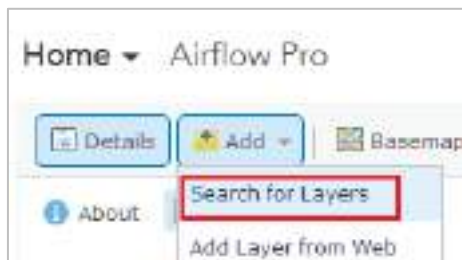 Home Airflow Pro
Details Add Basemap
Search for Layers
About
Add Layer from Web